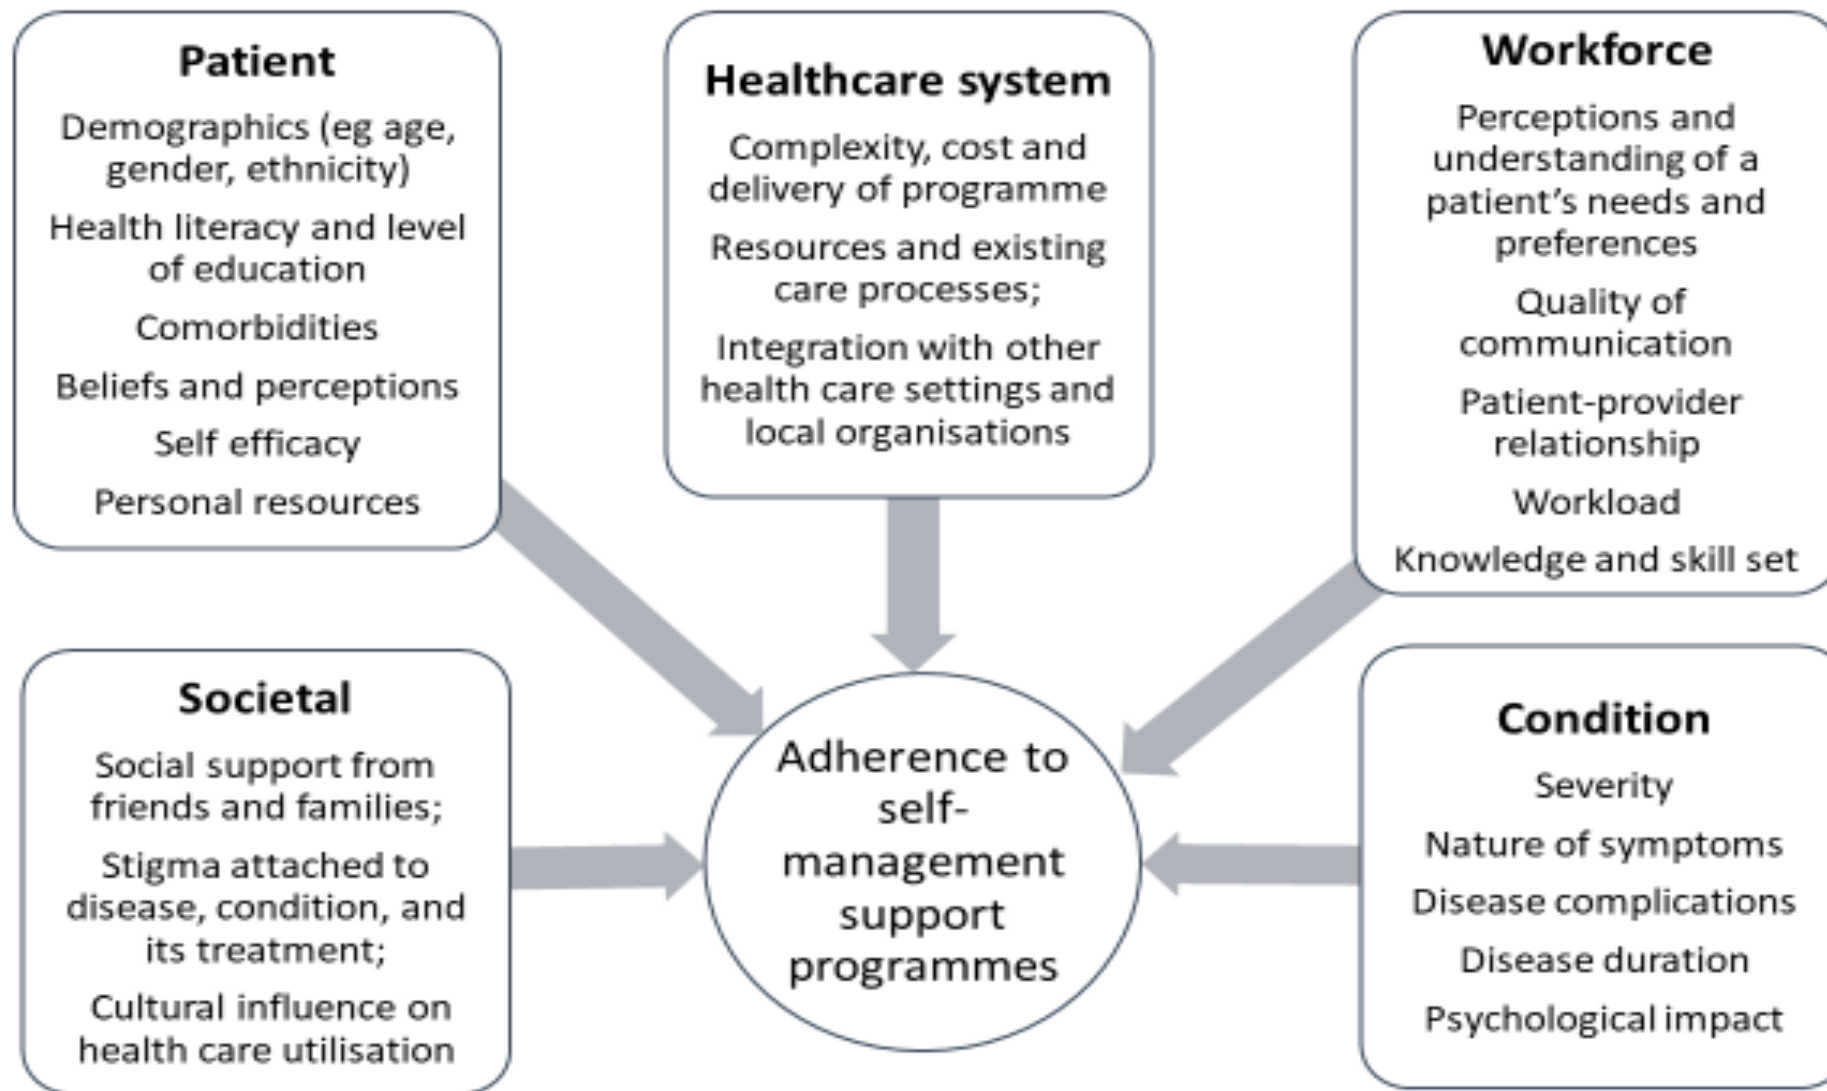 Patient
Demographics (eg age,
gender, ethnicity)
Health literacy and level
of education
Comorbidities
Beliefs and perceptions
Self efficacy
Personal resources
Healthcare system
Complexity, cost and
delivery of programme
Resources and existing
care processes;
Integration with other
health care settings and
local organisations
Workforce
Perceptions and
understanding of a
patient’s needs and
preferences
Quality of
communication
Patient-provider
relationship
Workload
Knowledge and skill set
Societal
Social support from
friends and families;
Stigma attached to
disease, condition, and
its treatment;
Cultural influence on
health care utilisation
Adherence to
self-
management
support
programmes
Condition
Severity
Nature of symptoms
Disease complications
Disease duration
Psychological impact